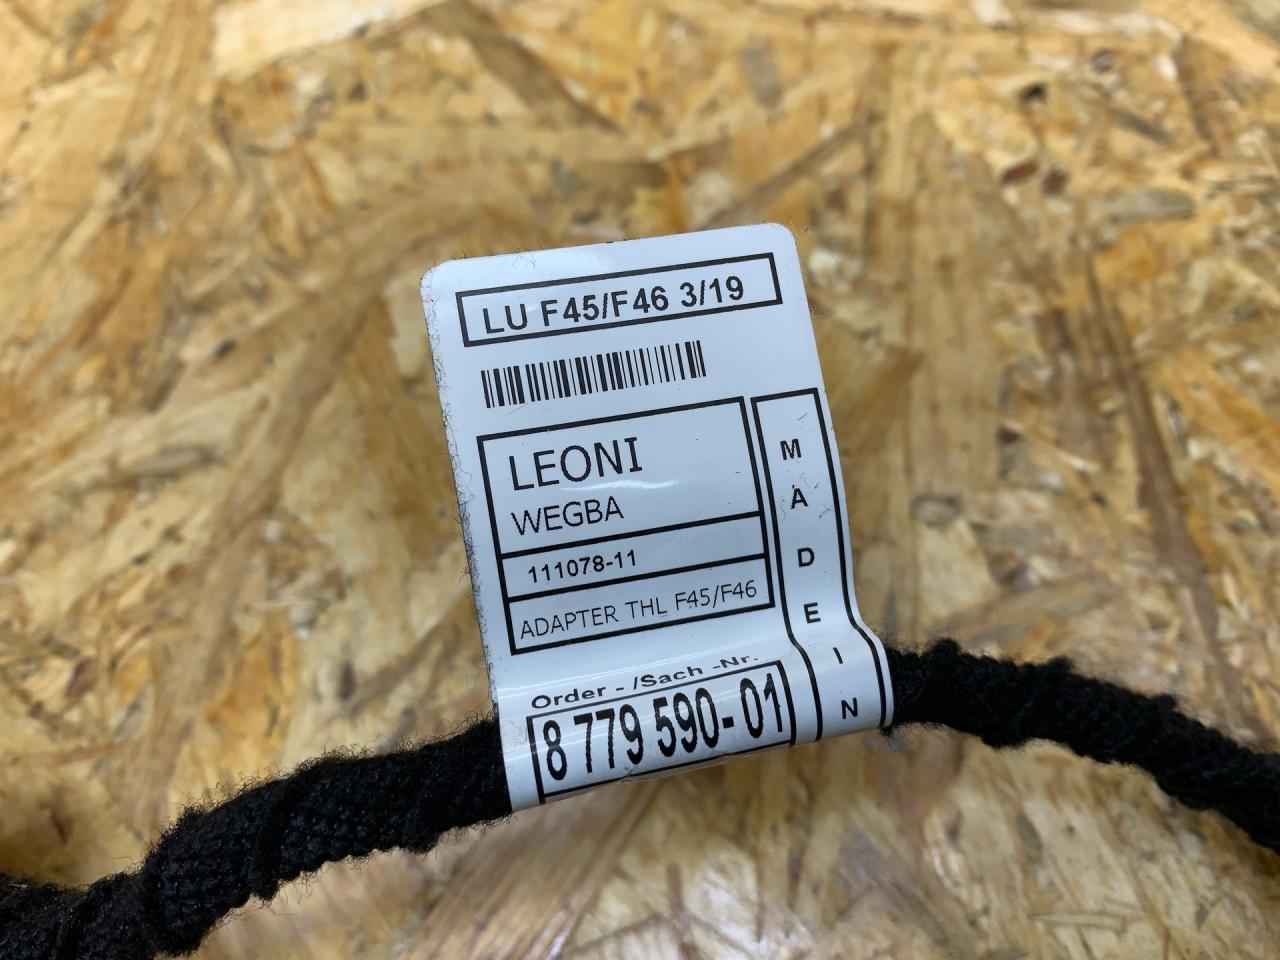 LU F45/F46 3/19
LEONI
WEGBA
111078-11
ADAPTER THL F45/F46
MADE IN
Order - /Sach -Nr.
8 779 590-01